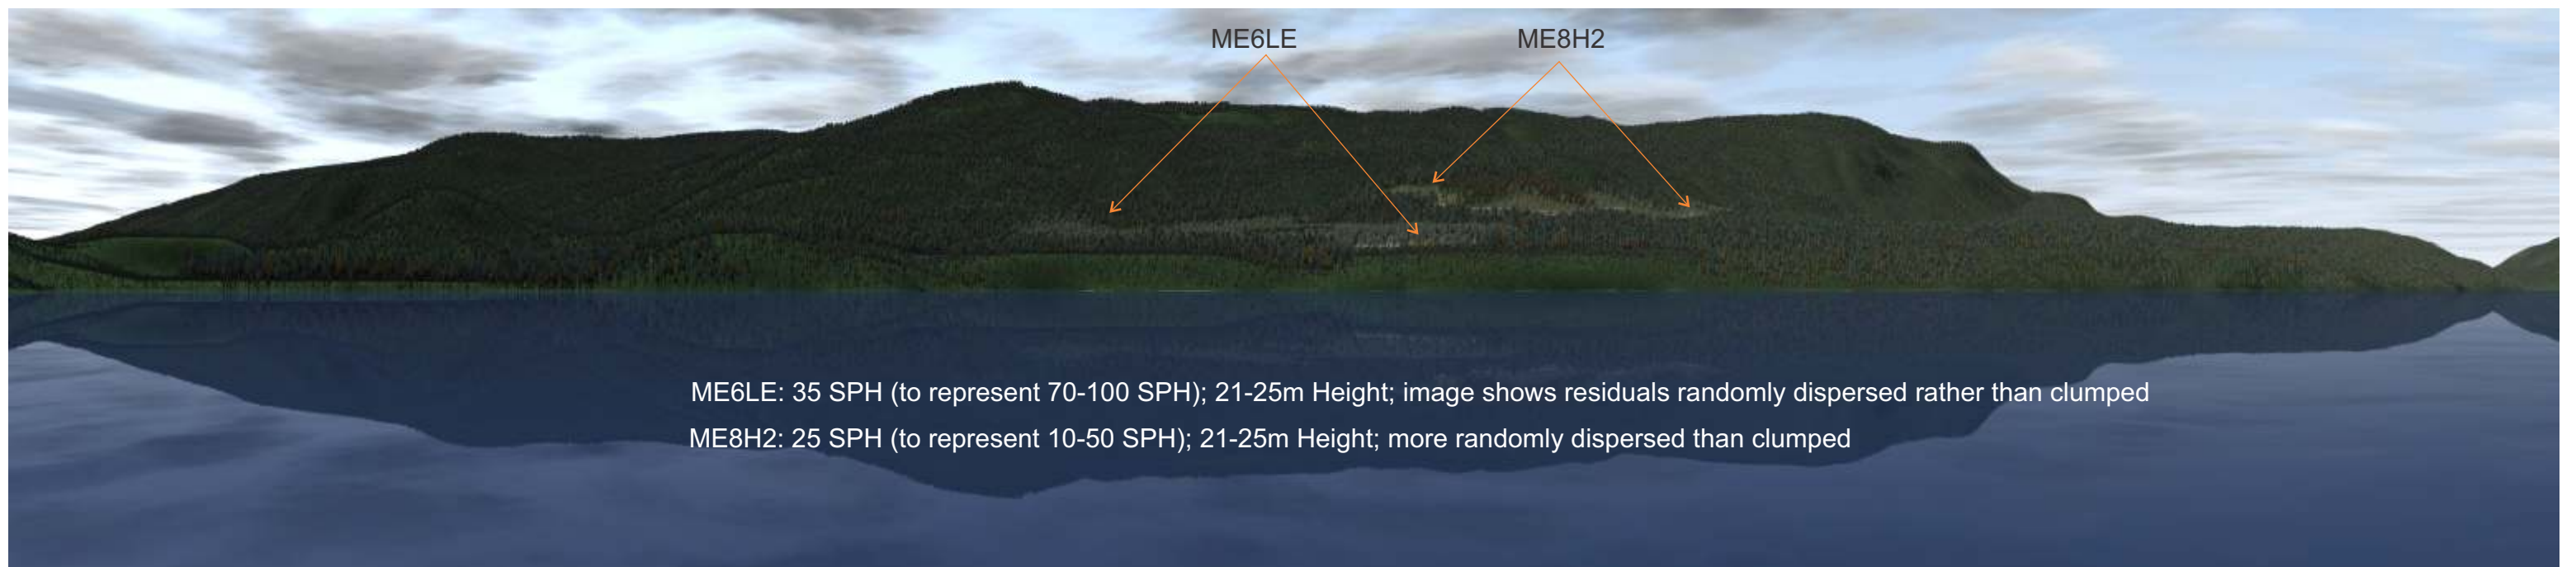 ME6LE ME8H2
ME6LE: 35 SPH (to represent 70-100 SPH); 21-25m Height; image shows residuals randomly dispersed rather than clumped
ME8H2: 25 SPH (to represent 10-50 SPH); 21-25m Height; more randomly dispersed than clumped